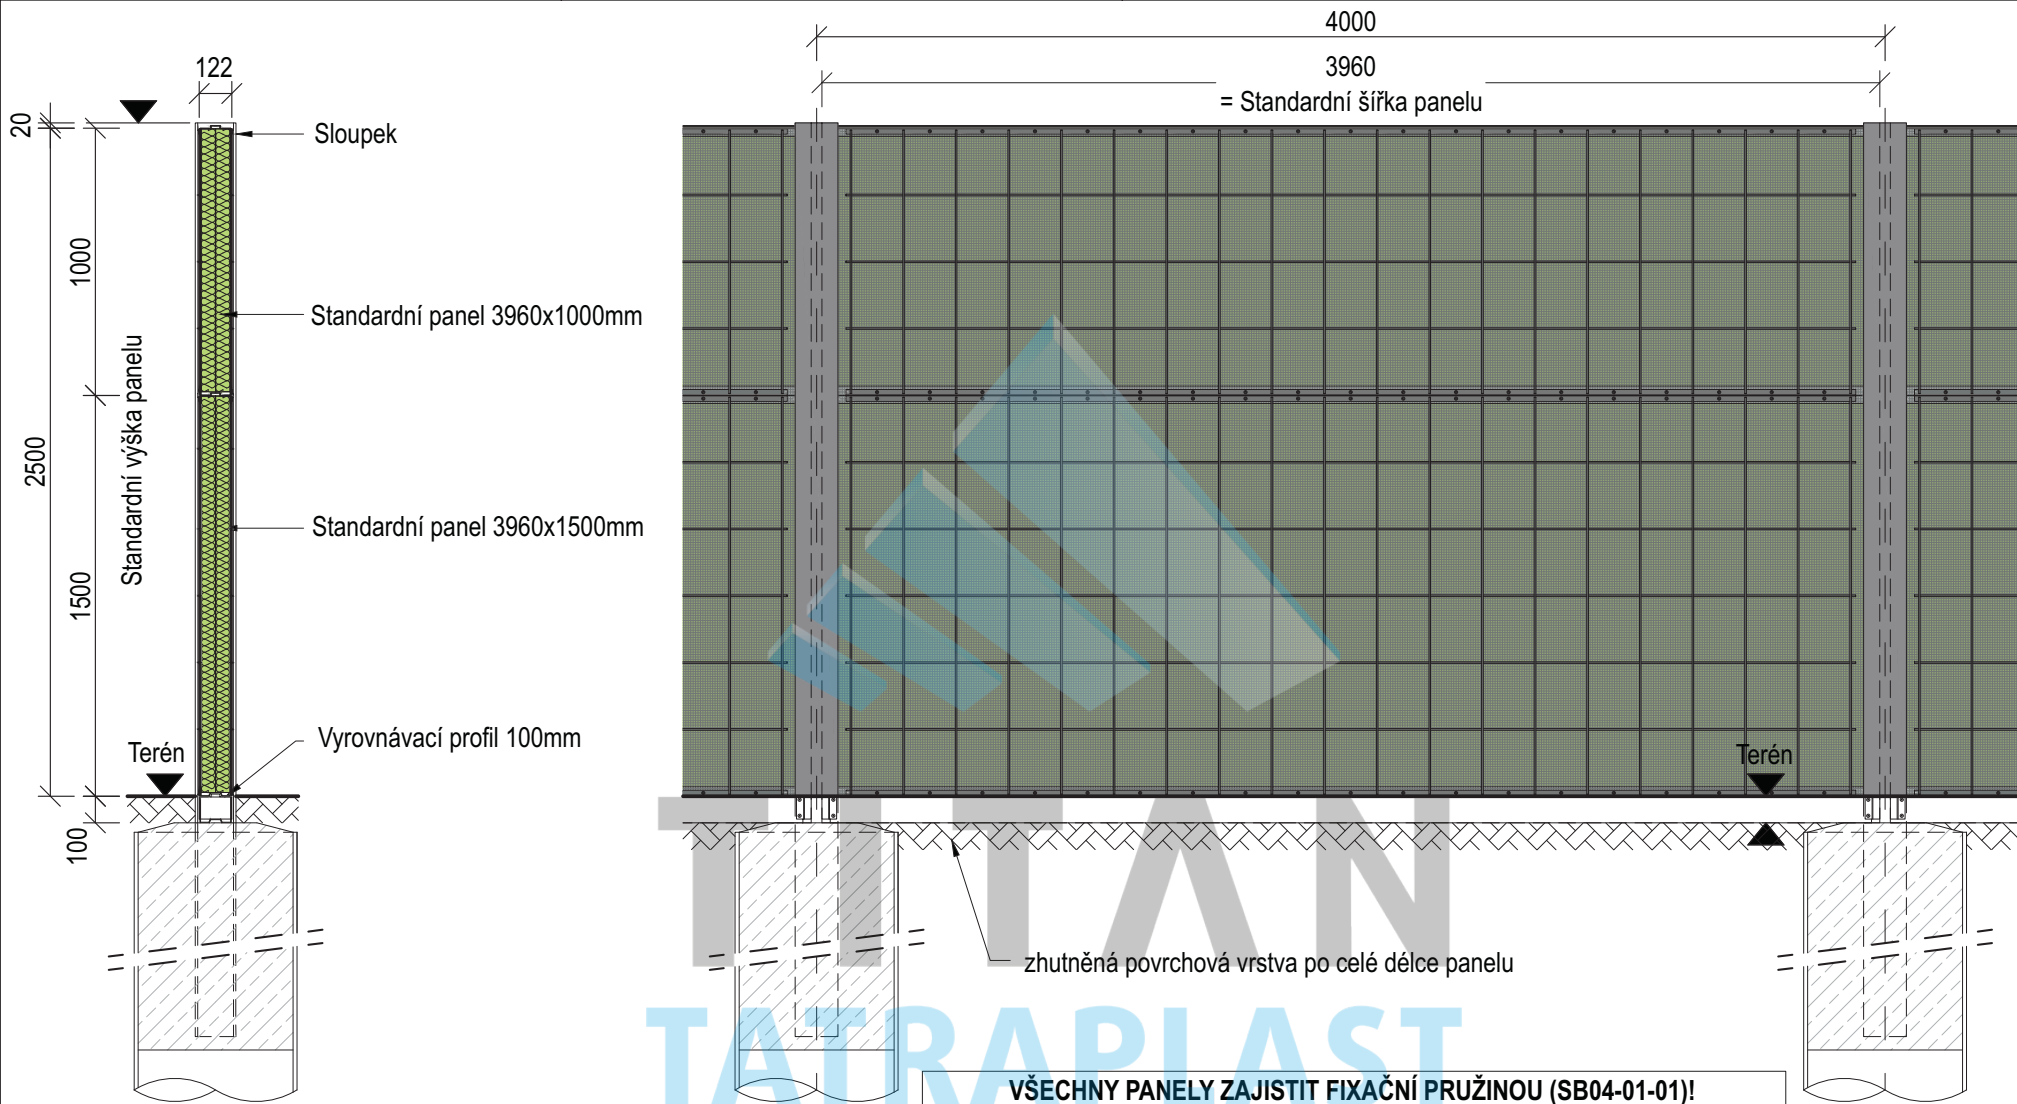 4000
3960
= Standardní šířka panelu
122
20
Sloupek
1000
Standardní panel 3960x1000mm
Standardní výška panelu
2500
Standardní panel 3960x1500mm
1500
Vyrovnávací profil 100mm
Terén
Terén
100
TITAN
zhutněná povrchová vrstva po celé délce panelu
TATRAPLAST
VŠECHNY PANELY ZAJISTIT FIXAČNÍ PRUŽINOU (SB04-01-01)!